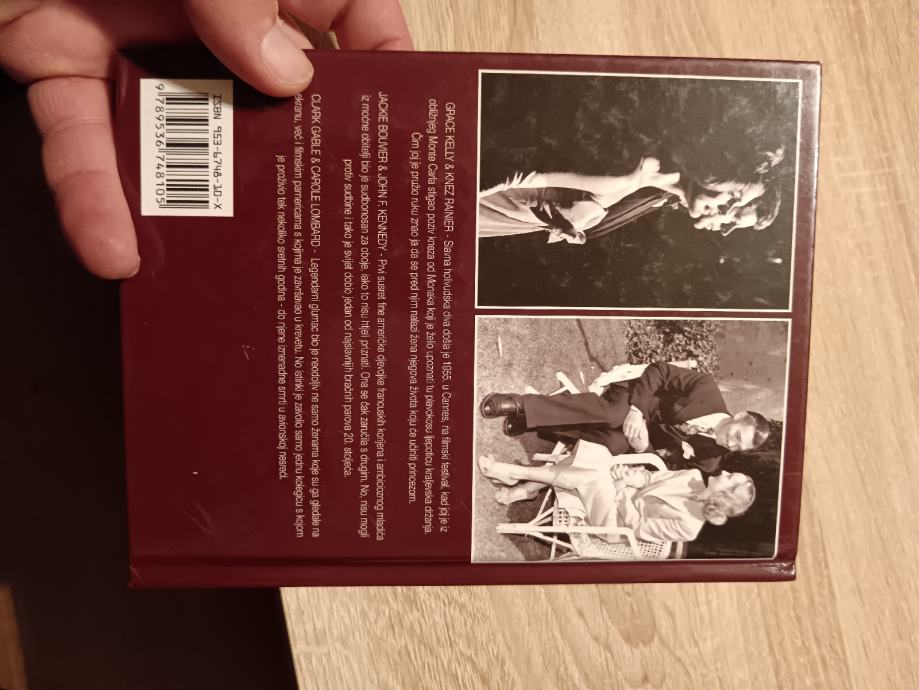 GRACE KELLY & KNEZ RAINIER - Slavna holivudska diva došla je 1955. u Cannes, na filmski festival, kad joj je iz
obližnjeg Monte Carla stigao poziv kneza od Monaka koji je želio upoznati tu plavokosu ljepoticu kraljevska držanja.
Čim joj je pružio ruku znao ja da se pred njim nalazi žena njegova života koju će učiniti princezom.
JACKIE BOUVIER & JOHN F. KENNEDY - Prvi susret fine američke djevojke francuskih korijena i ambicioznog mladića
iz moćne obitelji bio je sudbonosan za oboje, iako to nisu htjeli priznati. Ona se čak zaručila s drugim. No, nisu mogli
protiv sudbine i tako je svijet dobio jedan od najslavnijih bračnih parova 20. stoljeća.
CLARK GABLE & CAROLE LOMBARD - Legendarni glumac bio je neodoljiv ne samo ženama koje su ga gledale na
ekranu, već i filmskim partnericama s kojima je završavao u krevetu. No istinki je zavolio samo jednu kolegicu s kojom
je proživio tek nekoliko sretnih godina - do njene iznenadne smrti u avionskoj nesreći.
ISBN 953-6748-10-X
9789536748105